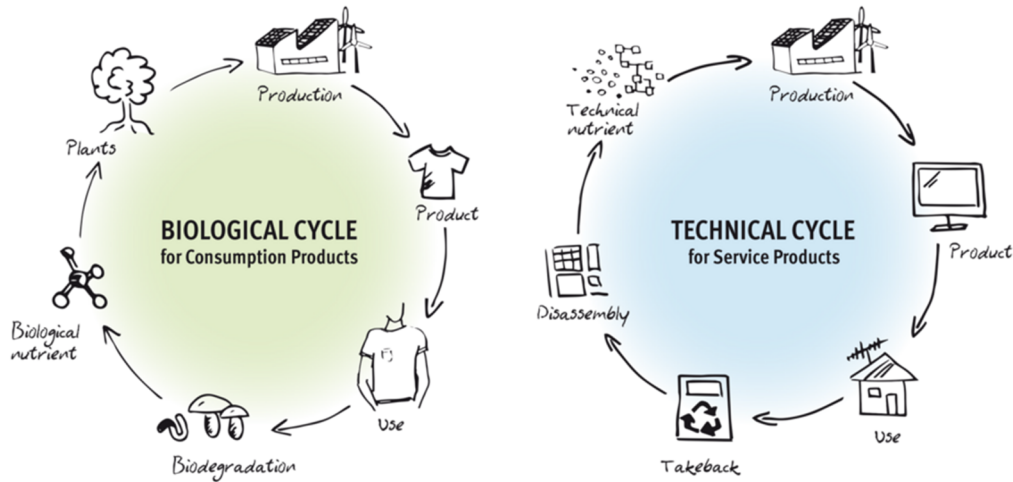 Production
Plants
Product
BIOLOGICAL CYCLE
for Consumption Products
Biological
nutrient
Use
Biodegradation
Production
Technical
nutrient
TECHNICAL CYCLE
for Service Products
Product
Disassembly
Use
Takeback